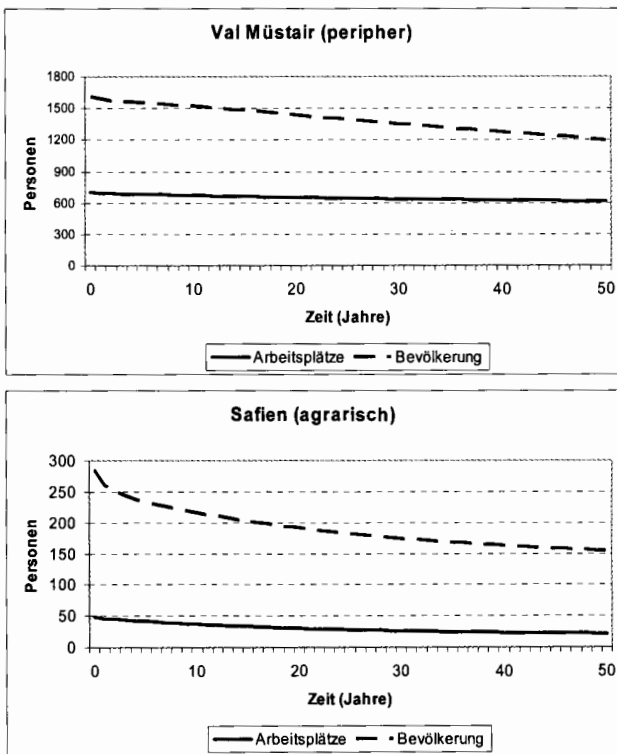 Val Müstair (peripher)
Personen
1800
1500
1200
900
600
300
0
0 10 20 30 40 50
Zeit (Jahre)
Arbeitsplätze Bevölkerung
Safien (agrarisch)
Personen
300
250
200
150
100
50
0
0 10 20 30 40 50
Zeit (Jahre)
Arbeitsplätze Bevölkerung